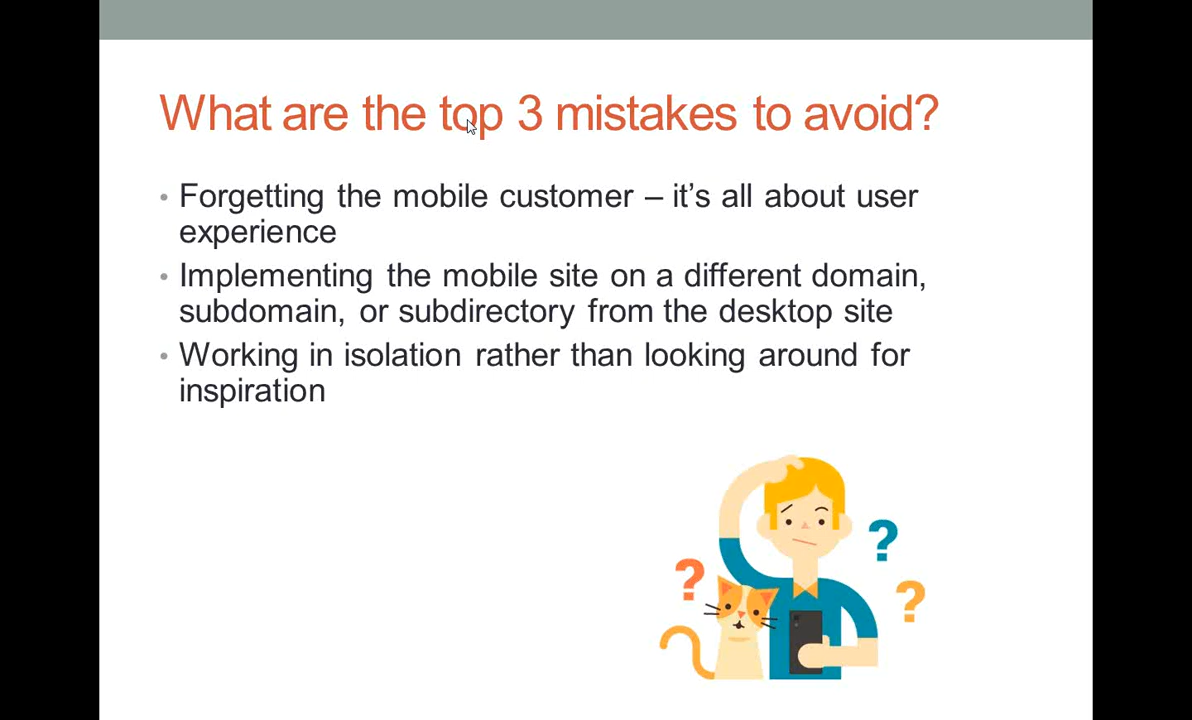 What are the top 3 mistakes to avoid?
• Forgetting the mobile customer – it’s all about user
experience
• Implementing the mobile site on a different domain,
subdomain, or subdirectory from the desktop site
• Working in isolation rather than looking around for
inspiration
?
?
?